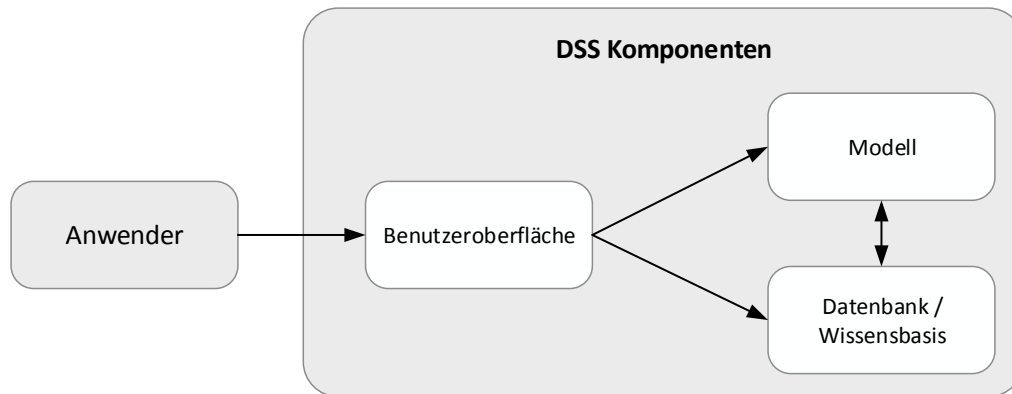 DSS Komponenten
Modell
Anwender
Benutzeroberfläche
Datenbank /
Wissensbasis